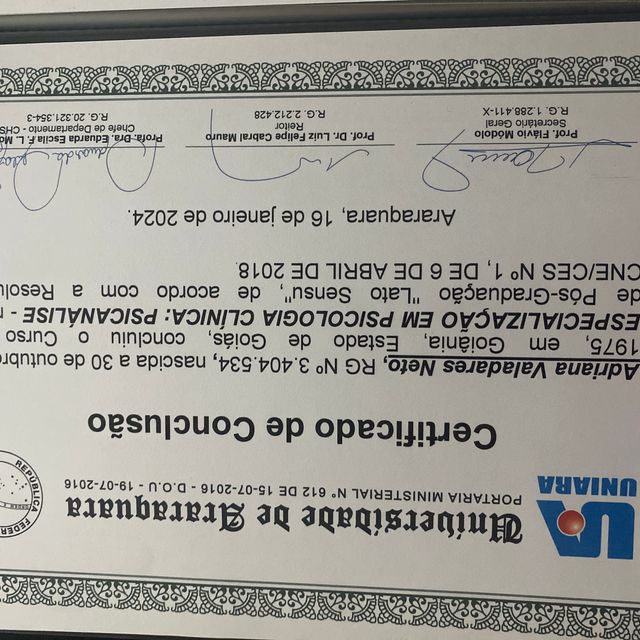 UNIARA
Universidade de Araraquara
PORTARIA MINISTERIAL Nº 612 DE 15-07-2016 - D.O.U - 19-07-2016
REPÚBLICA FEDER
Certificado de Conclusão
Adriana Valadares Neto, RG Nº 3.404.534, nascida a 30 de outubro
1975, em Goiânia, Estado de Goiás, concluiu o Curso
ESPECIALIZAÇÃO EM PSICOLOGIA CLÍNICA: PSICANÁLISE -
de Pós-Graduação "Lato Sensu", de acordo com a Resolu
CNE/CES Nº 1, DE 6 DE ABRIL DE 2018.
Araraquara, 16 de janeiro de 2024.
Prof. Flávio Módolo
Secretário Geral
R.G. 1.288.411-X
Prof. Dr. Luiz Felipe Cabral Mauro
Reitor
R.G. 2.212.428
Profa. Dra. Eduarda Escila F. L. Mo
Chefe de Departamento - CHS
R.G. 20.321.354-3